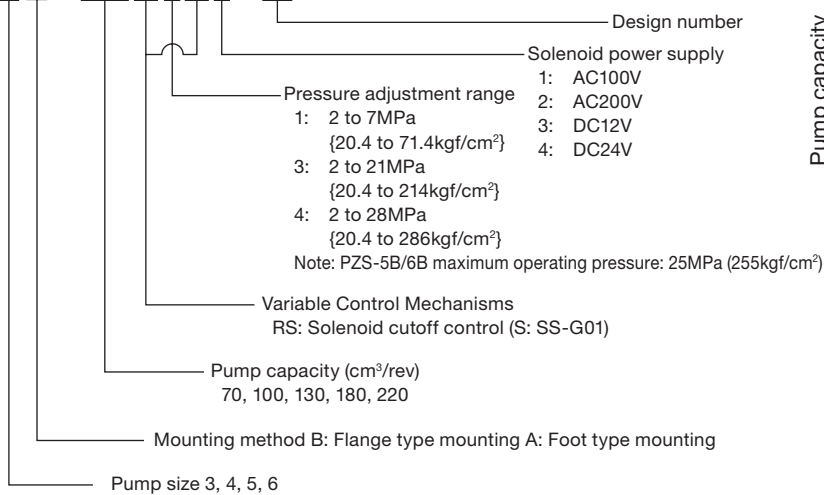 Design number
Solenoid power supply
1: AC100V
2: AC200V
3: DC12V
4: DC24V
Pressure adjustment range
1: 2 to 7MPa
{20.4 to 71.4kgf/cm²}
3: 2 to 21MPa
{20.4 to 214kgf/cm²}
4: 2 to 28MPa
{20.4 to 286kgf/cm²}
Note: PZS-5B/6B maximum operating pressure: 25MPa (255kgf/cm²)
Variable Control Mechanisms
RS: Solenoid cutoff control (S: SS-G01)
Pump capacity (cm³/rev)
70, 100, 130, 180, 220
Mounting method B: Flange type mounting A: Foot type mounting
Pump size 3, 4, 5, 6
Pump capacity